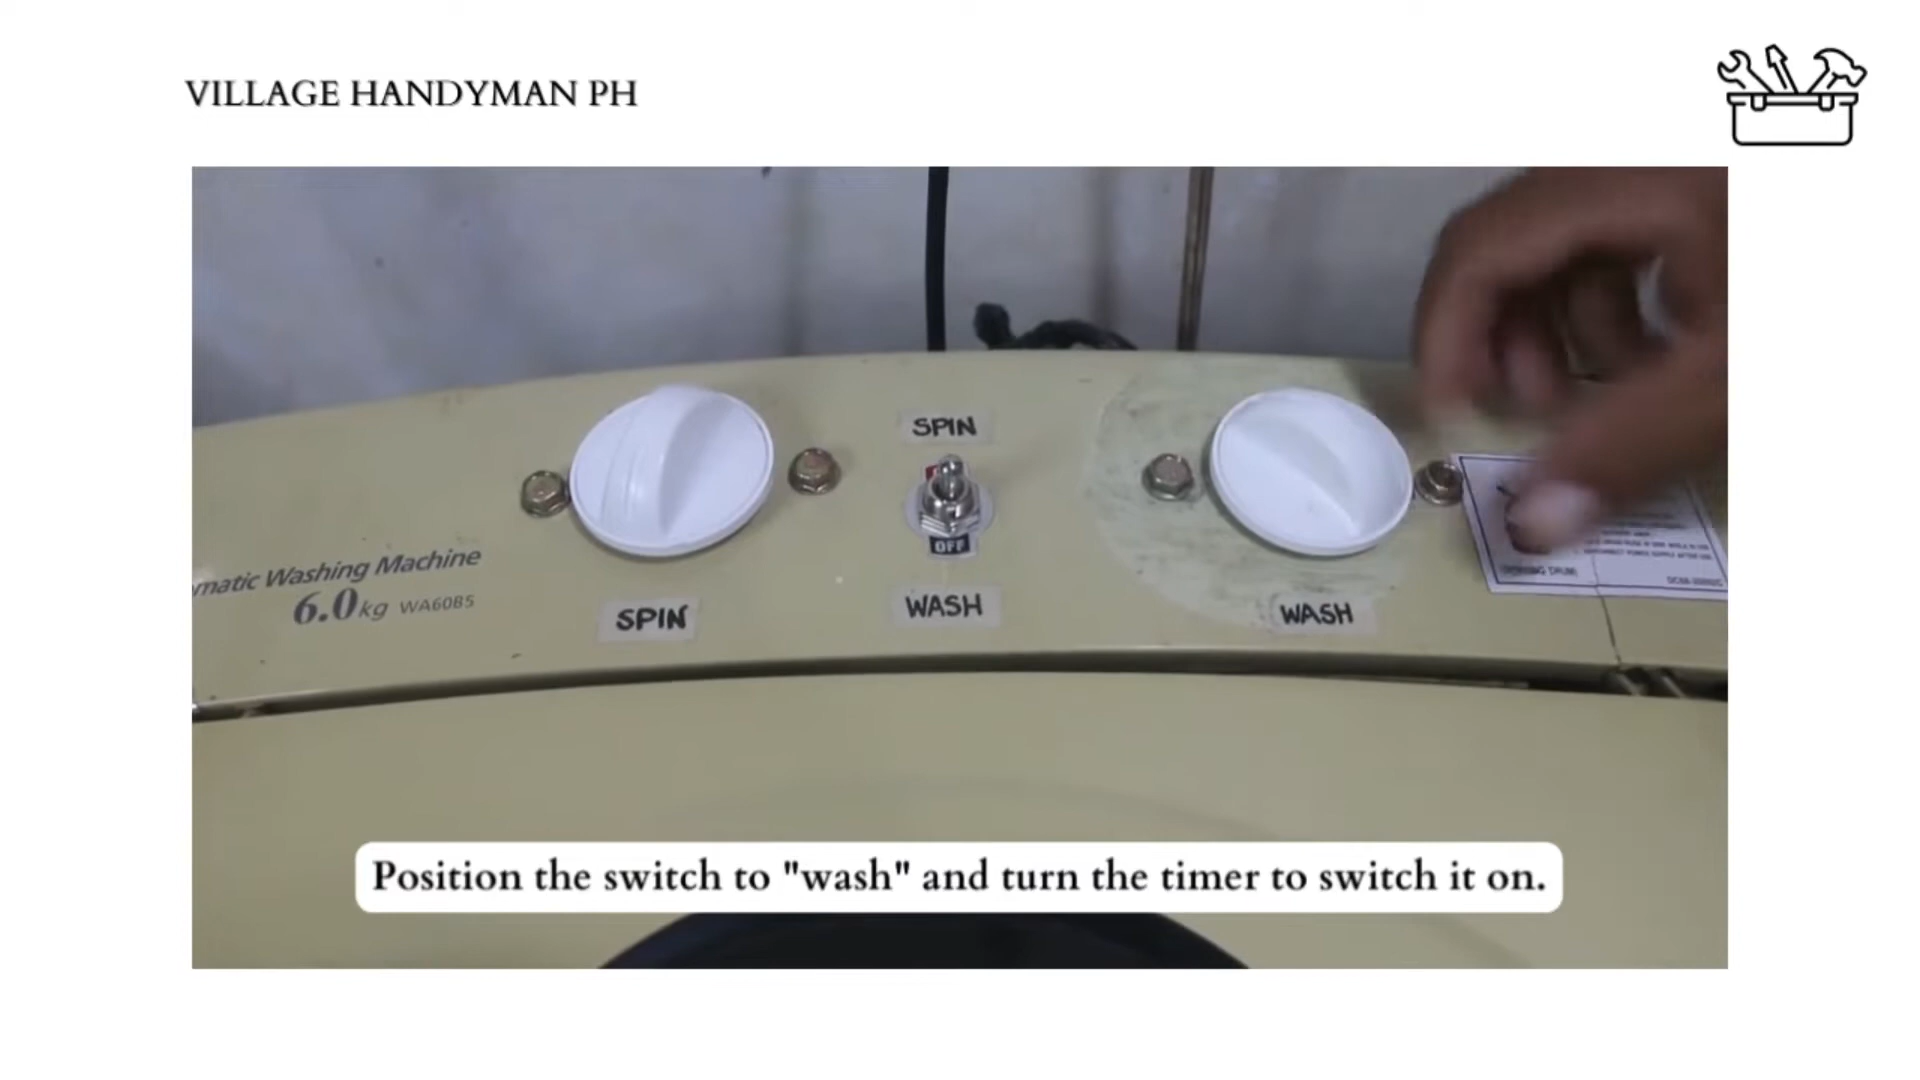 VILLAGE HANDYMAN PH
SPIN
OFF
matic Washing Machine
6.0kg WA60B5
SPIN
WASH
WASH
Position the switch to "wash" and turn the timer to switch it on.